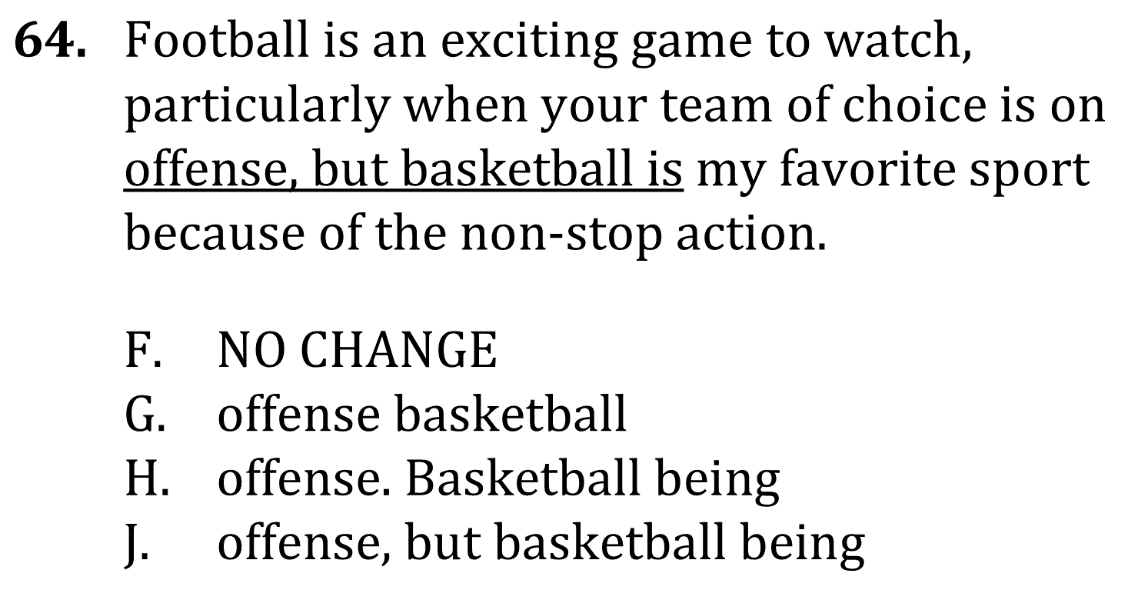 64. Football is an exciting game to watch,
particularly when your team of choice is on
offense, but basketball is my favorite sport
because of the non-stop action.
F. NO CHANGE
G. offense basketball
H. offense. Basketball being
J. offense, but basketball being